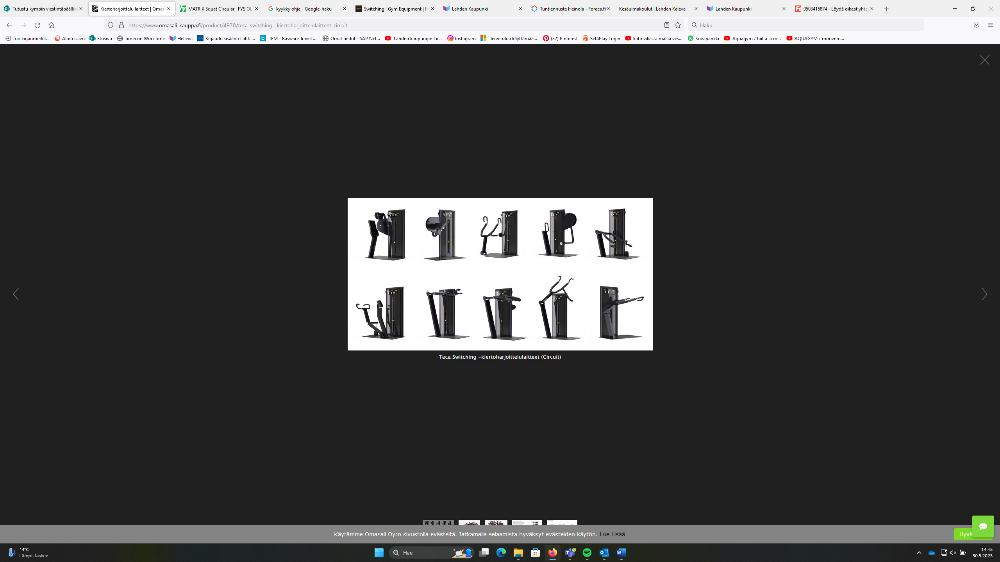 Tutustu kympin viestintäpäällikk
Kiertoharjoittelu laitteet | Omasa
MATRIX Squat Circular | FYSIOLI
kyykky ohje - Google-haku
Switching | Gym Equipment | Fit
Lahden Kaupunki
Tuntiennuste Heinola - Foreca.fi
Kesäuimakoulut | Lahden Kaleva
Lahden Kaupunki
0503415874 - Löydä oikeat yhtey
https://www.omasali-kauppa.fi/product/4978/teca-switching--kiertoharjoittelulaitteet-circuit
Haku
Tuo kirjanmerkit...
Aloitussivu
Etusivu
Timecon WorkTime
Hellewi
Kirjaudu sisään ‹ Lahti ...
TEM - Basware Travel ...
Omat tiedot - SAP Net...
Lahden kaupungin Lii...
Instagram
Tervetuloa käyttämää...
(32) Pinterest
Set4Play Login
kato vikasta mallia ves...
Kuvapankki
Aquagym / hiit à la m...
AQUAGYM / mouvem...
Teca Switching -kiertoharjoittelulaitteet (Circuit)
Käytämme Omasali Oy:n sivustolla evästeitä. Jatkamalla selaamista hyväksyt evästeiden käytön. Lue Lisää
Hyvä
14°C
Lämpt. laskee
Hae
14.45
30.5.2023